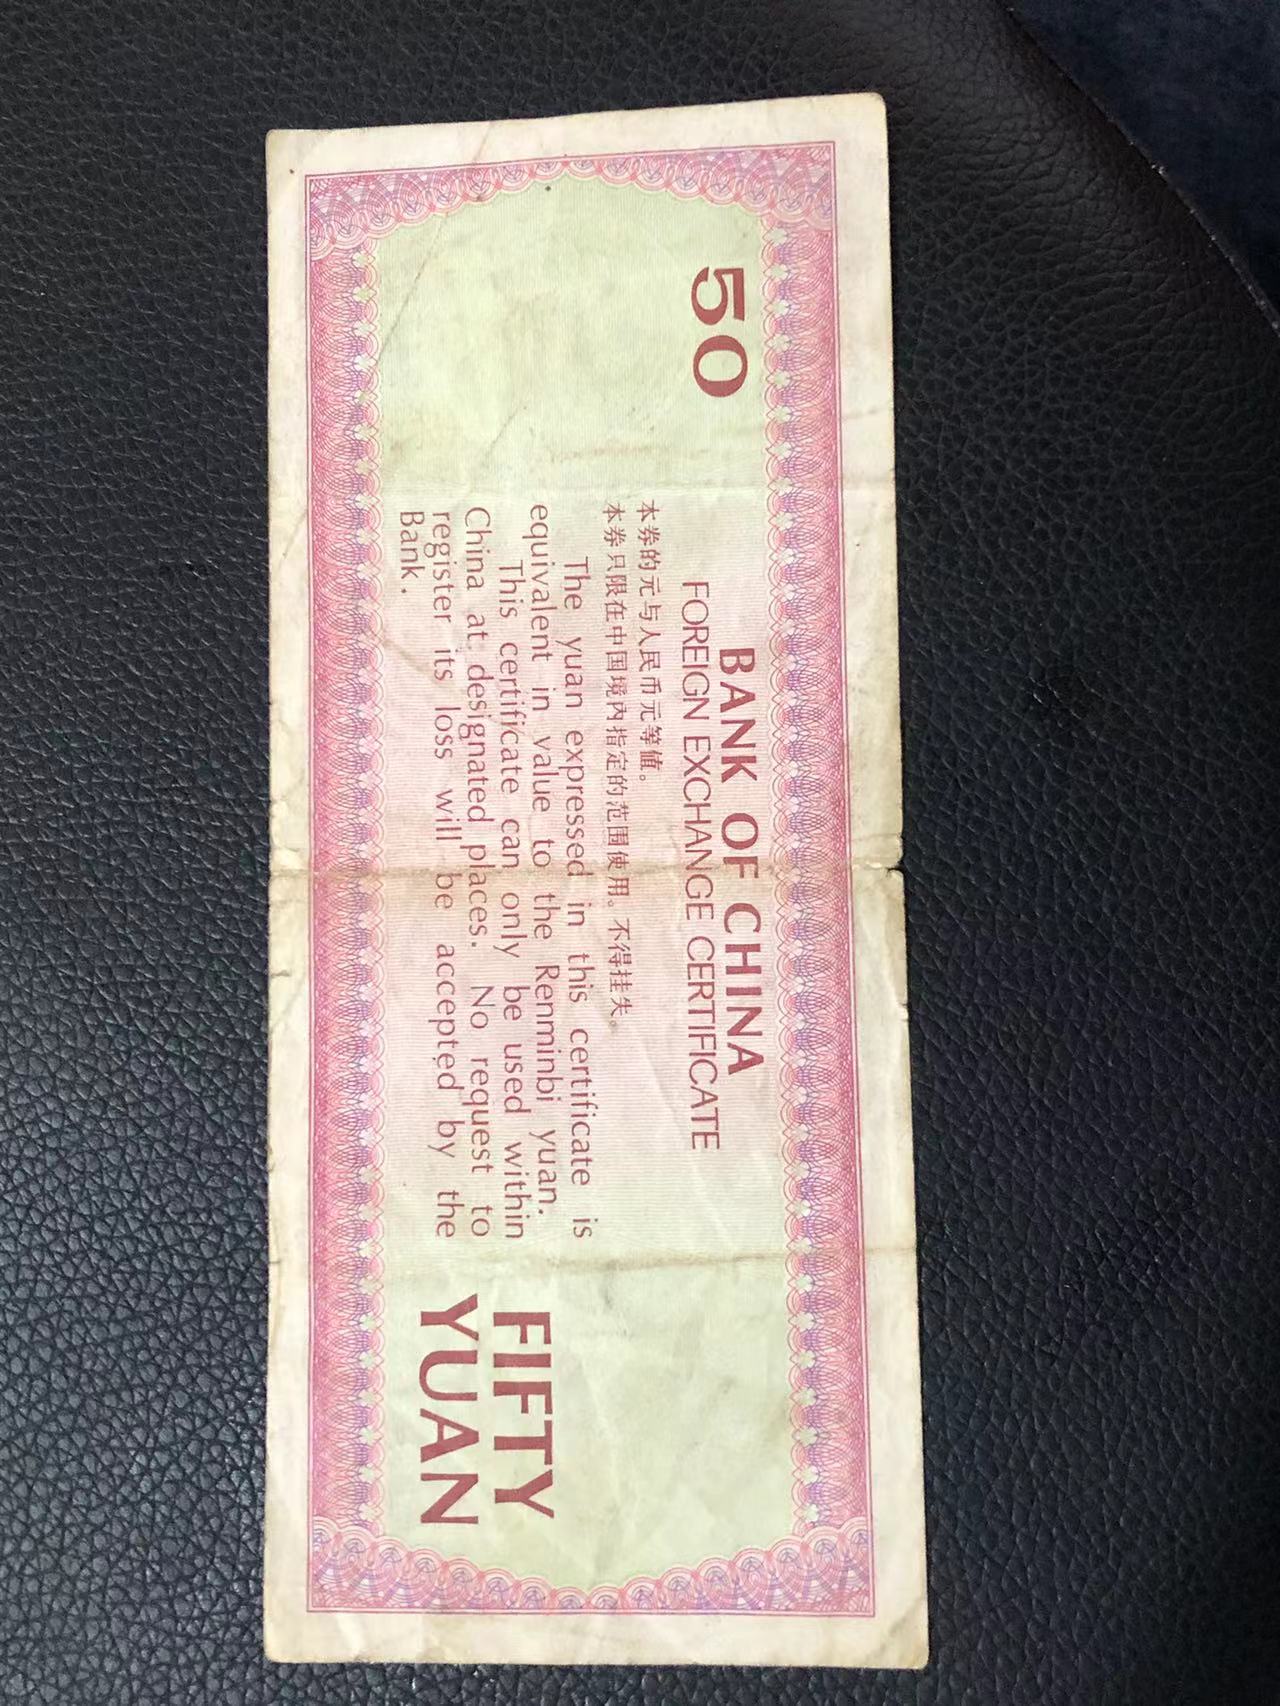 50
BANK OF CHINA
FOREIGN EXCHANGE CERTIFICATE
本券的元与人民币元等值。
本券只限在中国境内指定的范围使用。不得挂失。
The yuan expressed in this certificate is
equivalent in value to the Renminbi yuan.
This certificate can only be used within
China at designated places. No request to
register its loss will be accepted by the
Bank.
FIFTY
YUAN